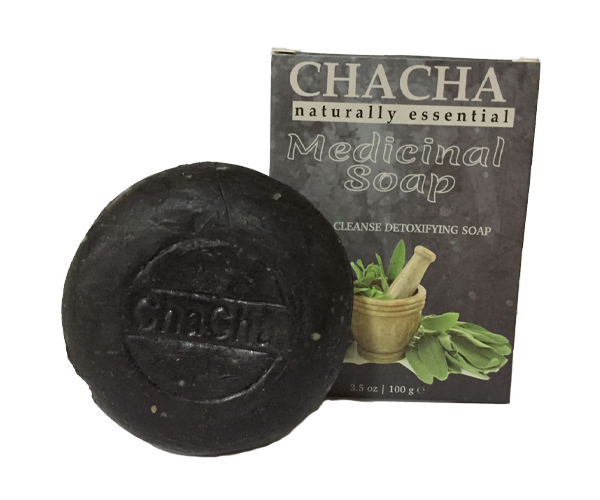 CHACHA
naturally essential
Medicinal
Soap
CLEANSE DETOXIFYING SOAP
3.5 oz | 100 g
ChaCha